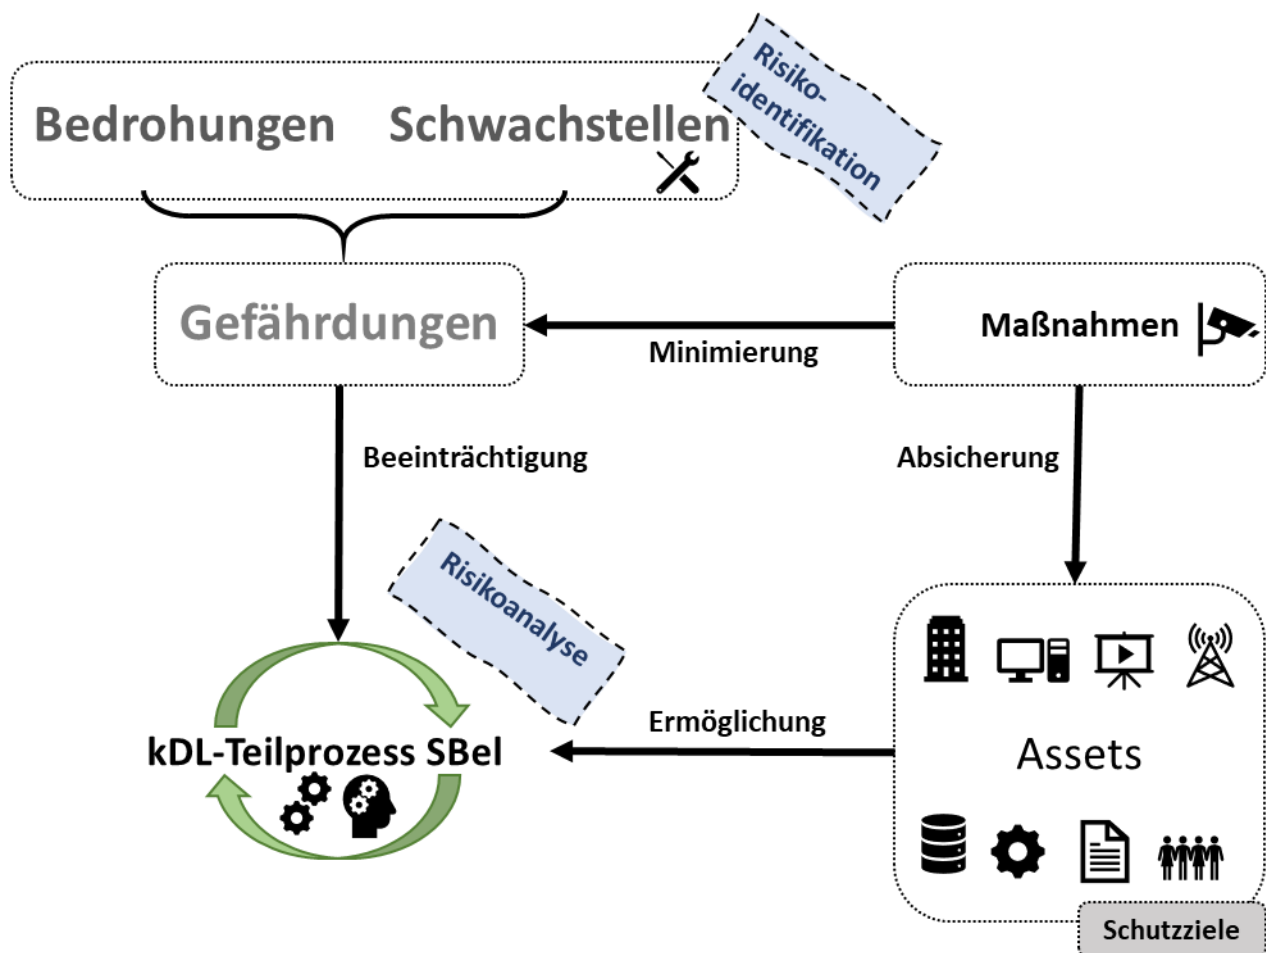 Risiko-
identifikation
Bedrohungen Schwachstellen
Gefährdungen
Maßnahmen
Minimierung
Beeinträchtigung
Absicherung
Risikoanalyse
Ermöglichung
kDL-Teilprozess SBel
Assets
Schutzziele